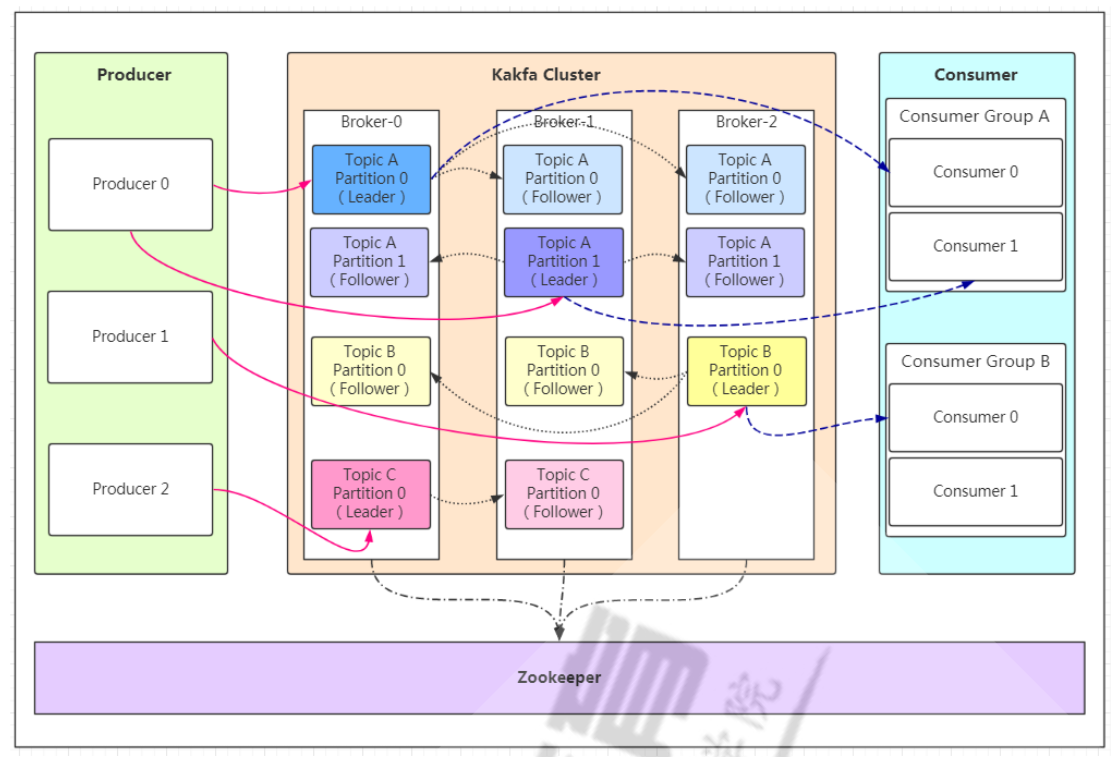 Producer
Producer 0
Producer 1
Producer 2
Kakfa Cluster
Broker-0
Topic A
Partition 0
( Leader )
Topic A
Partition 1
( Follower )
Topic B
Partition 0
( Follower )
Topic C
Partition 0
( Leader )
Broker-1
Topic A
Partition 0
( Follower )
Topic A
Partition 1
( Leader )
Topic B
Partition 0
( Follower )
Topic C
Partition 0
( Follower )
Broker-2
Topic A
Partition 0
( Follower )
Topic A
Partition 1
( Follower )
Topic B
Partition 0
( Leader )
Consumer
Consumer Group A
Consumer 0
Consumer 1
Consumer Group B
Consumer 0
Consumer 1
Zookeeper
院